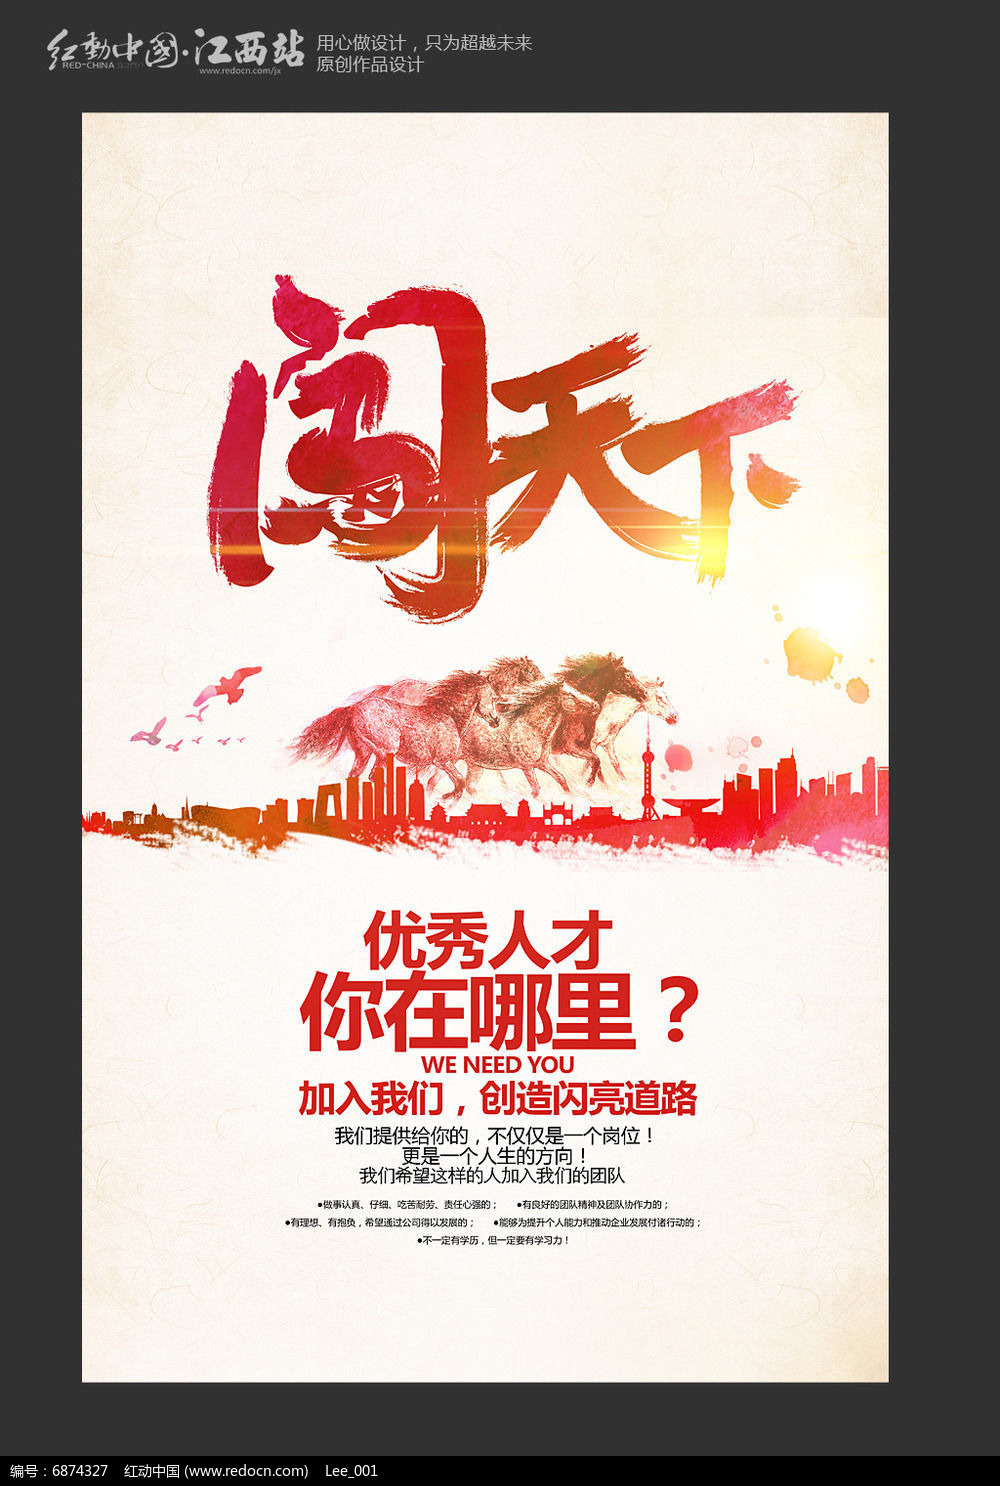 红動中國·江西站
RED-CHINA
www.redocn.com/jx
用心做设计，只为超越未来
原创作品设计
闯天下
优秀人才
你在哪里？
WE NEED YOU
加入我们，创造闪亮道路
我们提供给你的，不仅仅是一个岗位！
更是一个人生的方向！
我们希望这样的人加入我们的团队
●做事认真、仔细、吃苦耐劳、责任心强的； ●有良好的团队精神及团队协作力的；
●有理想、有抱负，希望通过公司得以发展的； ●能够为提升个人能力和推动企业发展付诸行动的；
●不一定有学历，但一定要有学习力！
编号：6874327 红动中国 (www.redocn.com) Lee_001